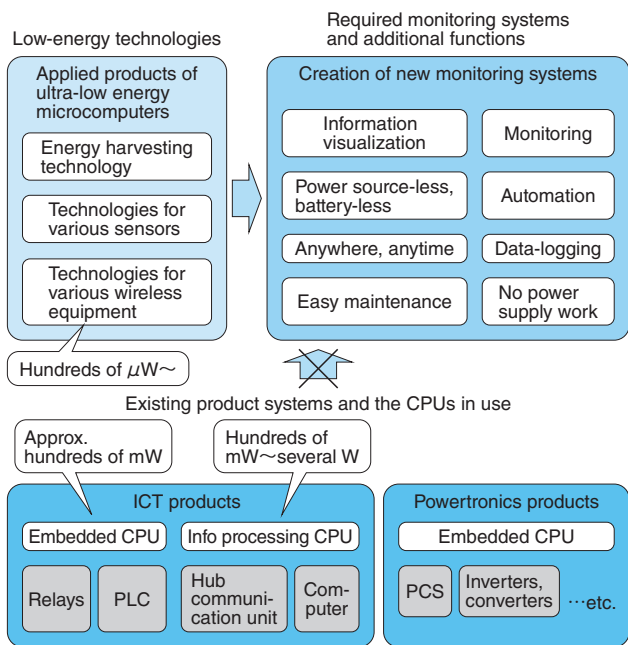 Low-energy technologies
Required monitoring systems
and additional functions
Applied products of
ultra-low energy
microcomputers
Energy harvesting
technology
Technologies for
various sensors
Technologies for
various wireless
equipment
Hundreds of μW～
Creation of new monitoring systems
Information
visualization
Monitoring
Power source-less,
battery-less
Automation
Anywhere, anytime
Data-logging
Easy maintenance
No power
supply work
Existing product systems and the CPUs in use
Approx.
hundreds of mW
Hundreds of
mW～several W
ICT products
Embedded CPU
Info processing CPU
Relays
PLC
Hub
communi-
cation unit
Com-
puter
Powertronics products
Embedded CPU
PCS
Inverters,
converters
…etc.